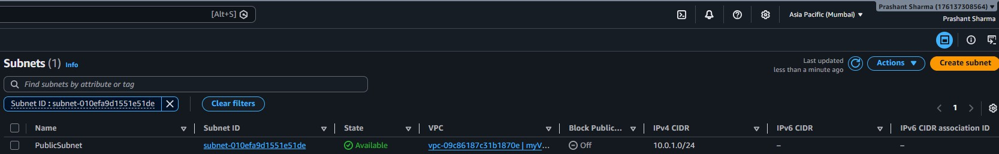 [Alt+S]
Asia Pacific (Mumbai)
Prashant Sharma (176137308564)
Prashant Sharma
Subnets (1) Info
Last updated
less than a minute ago
Actions
Create subnet
Find subnets by attribute or tag
Subnet ID : subnet-010efa9d1551e51de
Clear filters
1
Name Subnet ID State VPC Block Public... IPv4 CIDR IPv6 CIDR IPv6 CIDR association ID
PublicSubnet subnet-010efa9d1551e51de Available vpc-09c86187c31b1870e | myV... Off 10.0.1.0/24 – –